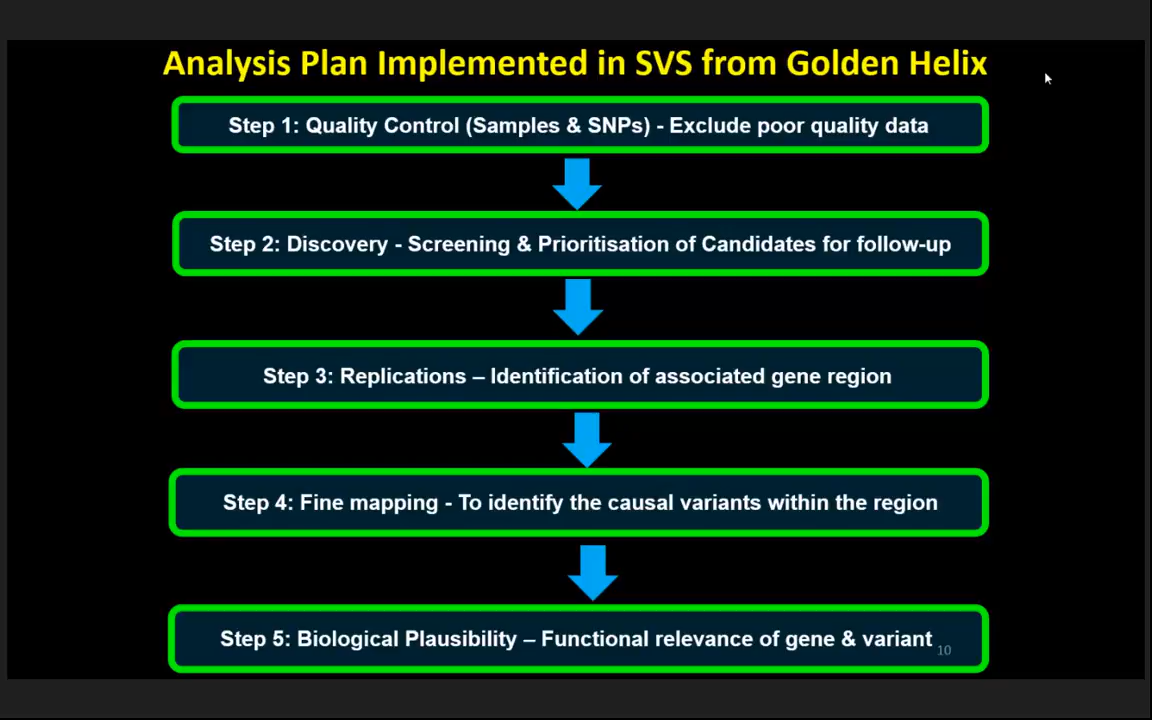 Analysis Plan Implemented in SVS from Golden Helix
Step 1: Quality Control (Samples & SNPs) - Exclude poor quality data
Step 2: Discovery - Screening & Prioritisation of Candidates for follow-up
Step 3: Replications – Identification of associated gene region
Step 4: Fine mapping - To identify the causal variants within the region
Step 5: Biological Plausibility – Functional relevance of gene & variant
10